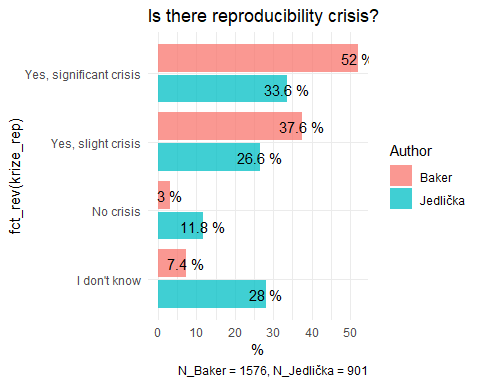 Is there reproducibility crisis?
fct_rev(krize_rep)
Yes, significant crisis
52 %
33.6 %
Yes, slight crisis
37.6 %
26.6 %
No crisis
3 %
11.8 %
I don't know
7.4 %
28 %
0 10 20 30 40 50
%
N_Baker = 1576, N_Jedlička = 901
Author
Baker
Jedlička